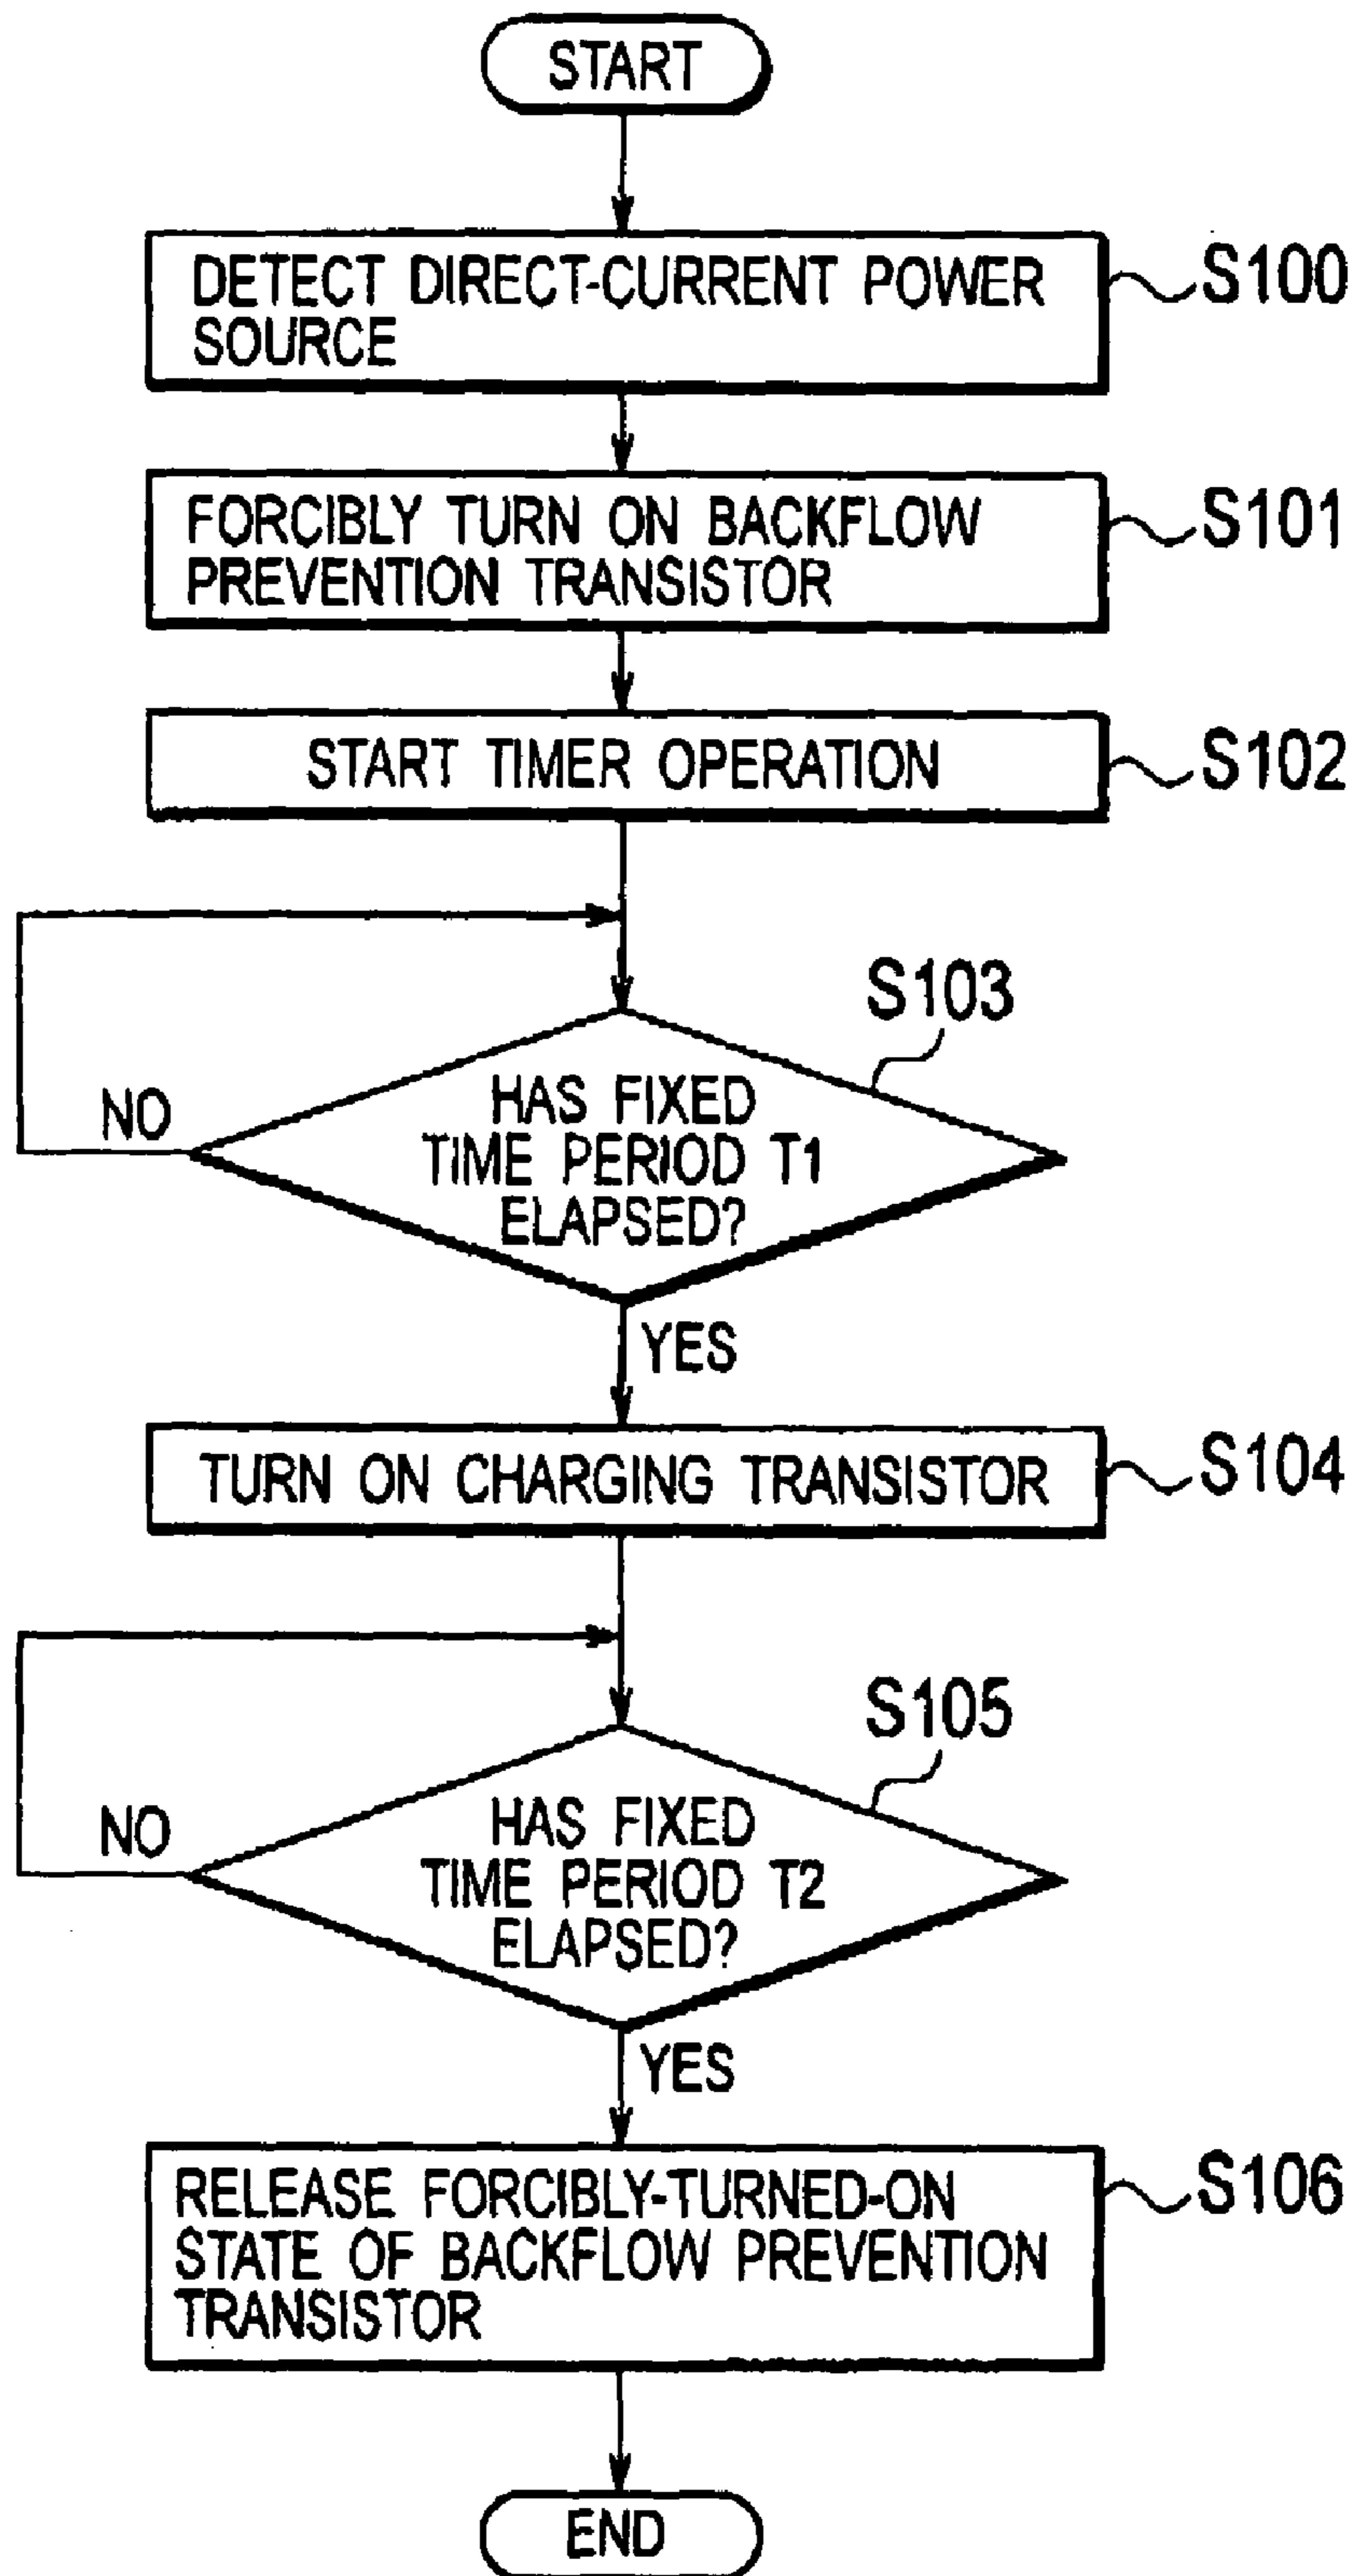 START
DETECT DIRECT-CURRENT POWER
SOURCE
S100
FORCIBLY TURN ON BACKFLOW
PREVENTION TRANSISTOR
S101
START TIMER OPERATION
S102
S103
HAS FIXED
TIME PERIOD T1
ELAPSED?
NO
YES
TURN ON CHARGING TRANSISTOR
S104
S105
HAS FIXED
TIME PERIOD T2
ELAPSED?
NO
YES
RELEASE FORCIBLY-TURNED-ON
STATE OF BACKFLOW PREVENTION
TRANSISTOR
S106
END